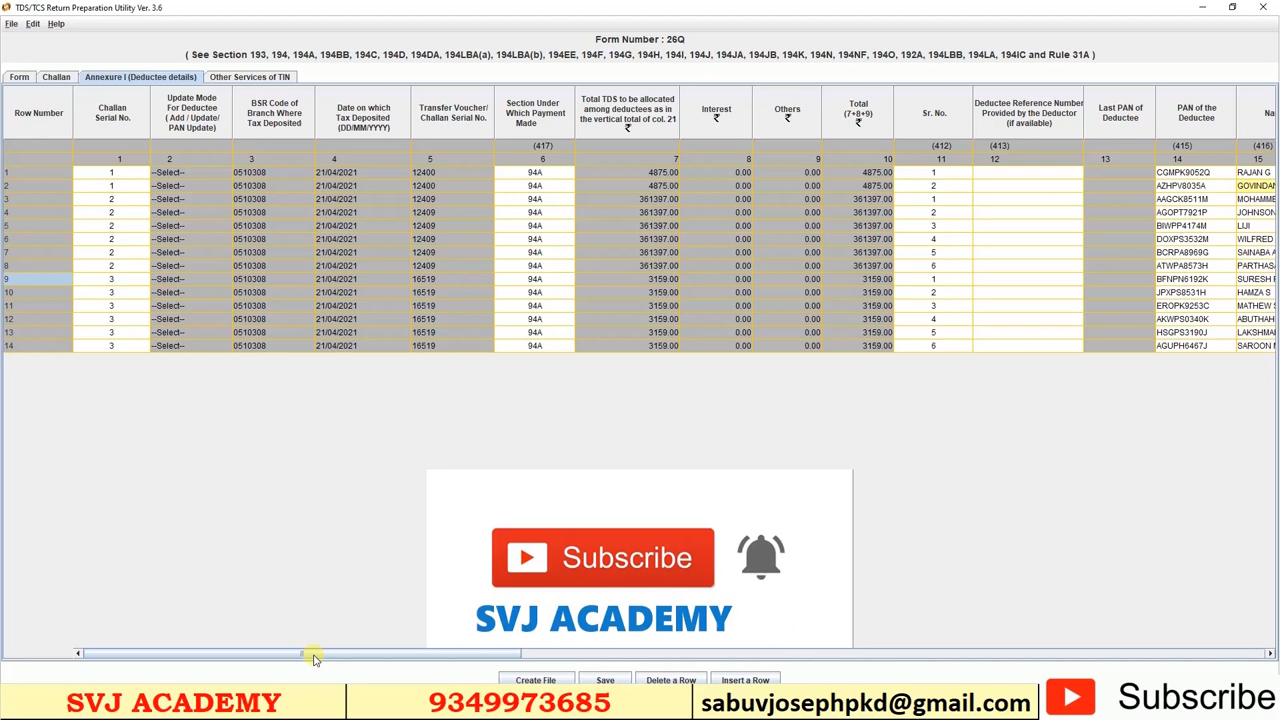 TDS/TCS Return Preparation Utility Ver. 3.6
File Edit Help
Form Number : 26Q
( See Section 193, 194, 194A, 194BB, 194C, 194D, 194DA, 194LBA(a), 194LBA(b), 194EE, 194F, 194G, 194H, 194I, 194J, 194JA, 194JB, 194K, 194N, 194NF, 194O, 192A, 194LBB, 194LA, 194IC and Rule 31A )
Form Challan Annexure I (Deductee details) Other Services of TIN
Row Number
Challan
Serial No.
Update Mode
For Deductee
( Add / Update/
PAN Update)
BSR Code of
Branch Where
Tax Deposited
Date on which
Tax Deposited
(DD/MM/YYYY)
Transfer Voucher/
Challan Serial No.
Section Under
Which Payment
Made
Total TDS to be allocated
among deductees as in
the vertical total of col. 21
₹
Interest
₹
Others
₹
Total
(7+8+9)
₹
Sr. No.
Deductee Reference Number
Provided by the Deductor
(if available)
Last PAN of
Deductee
PAN of the
Deductee
Na
(417) (412) (413) (415) (416)
1 2 3 4 5 6 7 8 9 10 11 12 13 14 15
1 1 --Select-- 0510308 21/04/2021 12400 94A 4875.00 0.00 0.00 4875.00 1 CGMPK9052Q RAJAN G
2 1 --Select-- 0510308 21/04/2021 12400 94A 4875.00 0.00 0.00 4875.00 2 AZHPV8035A GOVINDAN
3 2 --Select-- 0510308 21/04/2021 12409 94A 361397.00 0.00 0.00 361397.00 1 AAGCK8511M MOHAMME
4 2 --Select-- 0510308 21/04/2021 12409 94A 361397.00 0.00 0.00 361397.00 2 AGOPT7921P JOHNSON
5 2 --Select-- 0510308 21/04/2021 12409 94A 361397.00 0.00 0.00 361397.00 3 BIWPP4174M LIJI
6 2 --Select-- 0510308 21/04/2021 12409 94A 361397.00 0.00 0.00 361397.00 4 DOXPS3532M WILFRED
7 2 --Select-- 0510308 21/04/2021 12409 94A 361397.00 0.00 0.00 361397.00 5 BCRPA8969G SAINABA A
8 2 --Select-- 0510308 21/04/2021 12409 94A 361397.00 0.00 0.00 361397.00 6 ATWPA8573H PARTHAS
9 3 --Select-- 0510308 21/04/2021 16519 94A 3159.00 0.00 0.00 3159.00 1 BFNPN6192K SURESH
10 3 --Select-- 0510308 21/04/2021 16519 94A 3159.00 0.00 0.00 3159.00 2 JPXPS8531H HAMZA S
11 3 --Select-- 0510308 21/04/2021 16519 94A 3159.00 0.00 0.00 3159.00 3 EROPK9253C MATHEW S
12 3 --Select-- 0510308 21/04/2021 16519 94A 3159.00 0.00 0.00 3159.00 4 AKWPS0340K ABUTHAH
13 3 --Select-- 0510308 21/04/2021 16519 94A 3159.00 0.00 0.00 3159.00 5 HSGPS3190J LAKSHMA
14 3 --Select-- 0510308 21/04/2021 16519 94A 3159.00 0.00 0.00 3159.00 6 AGUPH6467J SAROON
Subscribe
SVJ ACADEMY
Create File Save Delete a Row Insert a Row
SVJ ACADEMY 9349973685 sabuvjosephpkd@gmail.com Subscribe